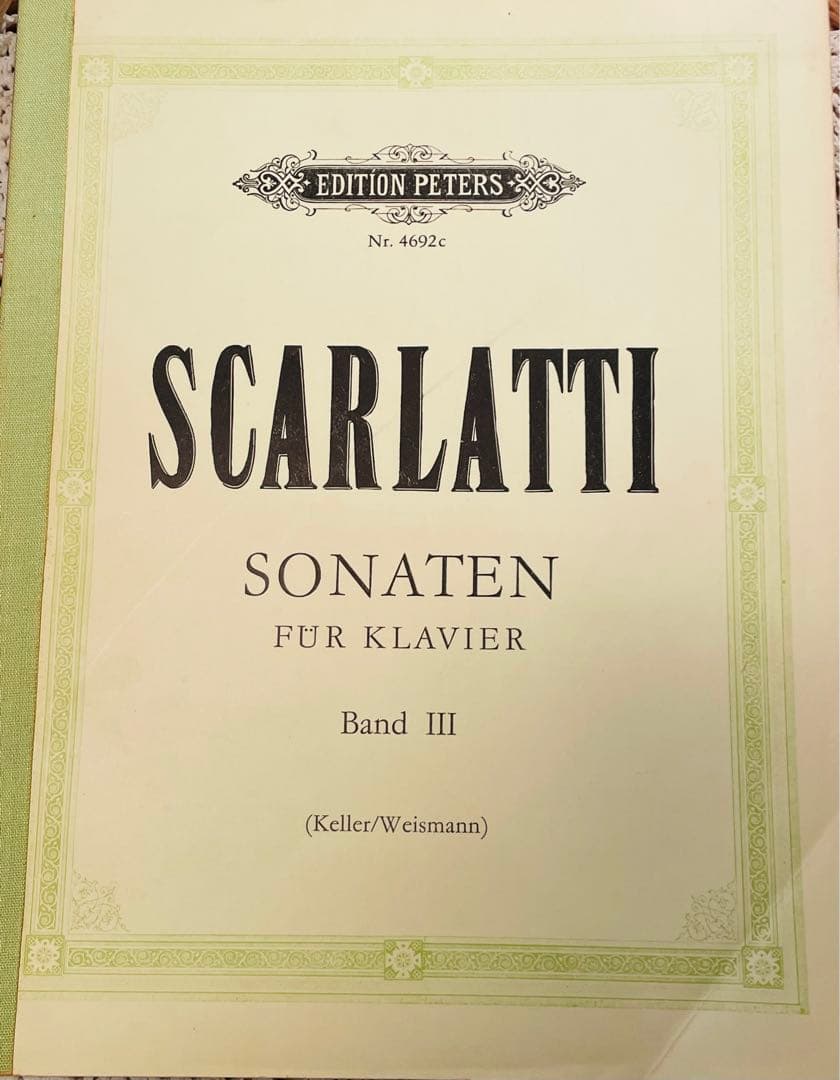 EDITION PETERS
Nr. 4692c
SCARLATTI
SONATEN
FÜR KLAVIER
Band III
(Keller/Weismann)